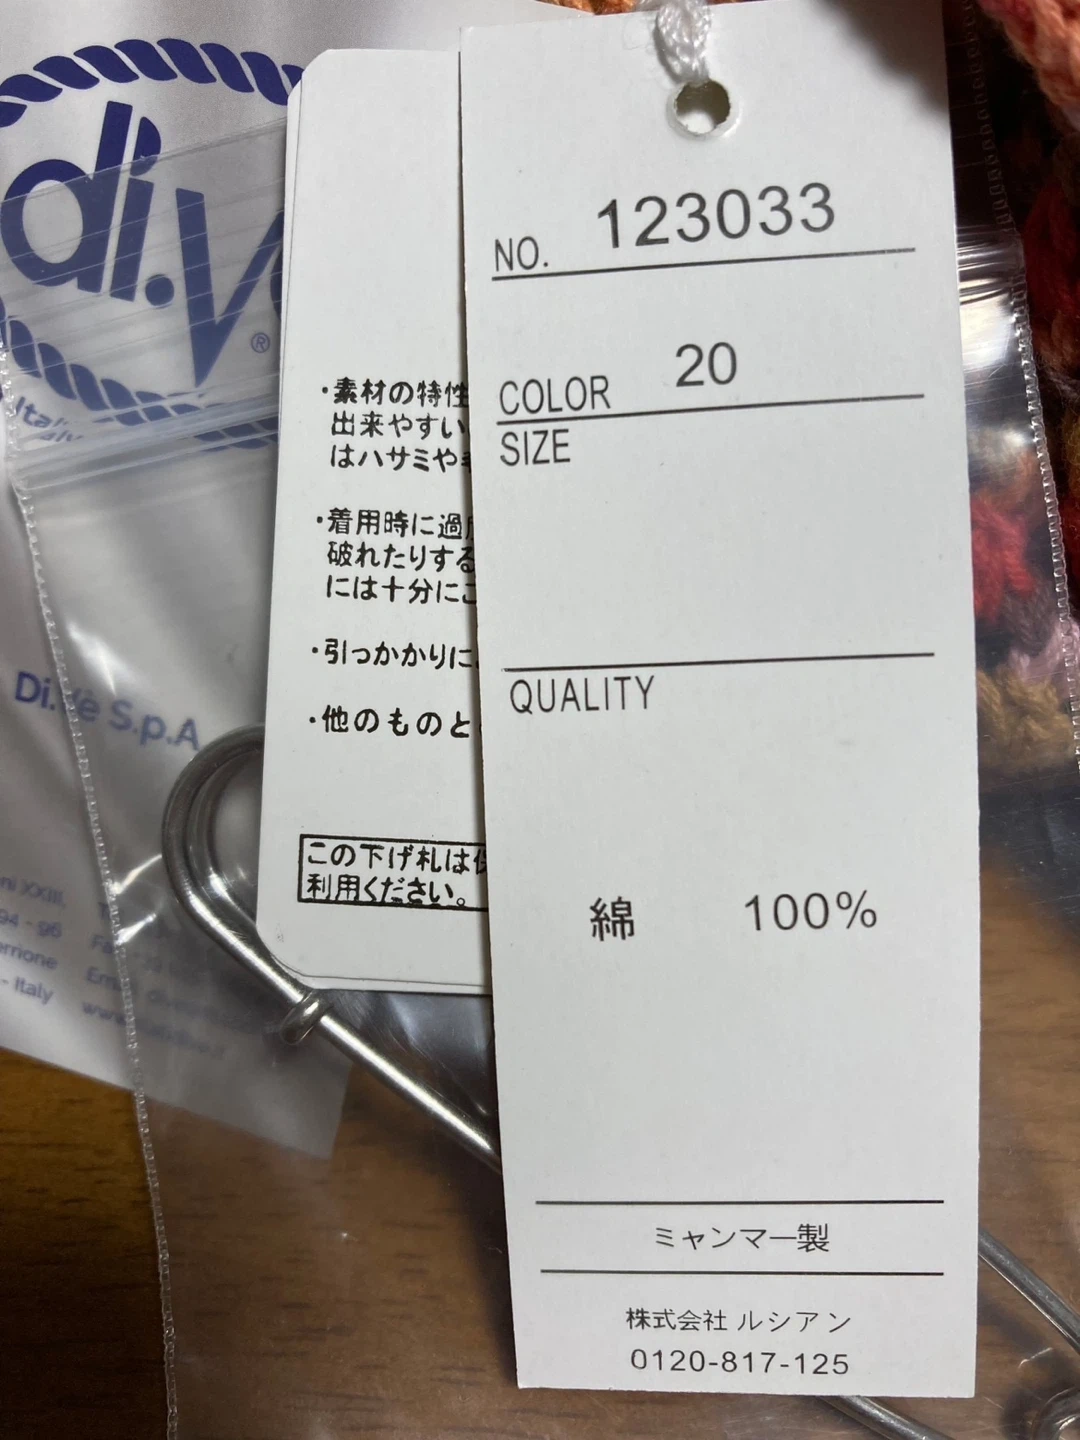 di.V
®
Di.Vè S.p.A
- Italy
・素材の特性
出来やすい
はハサミや
・着用時に過
破れたりする
には十分にご
・引っかかりに
・他のものと
この下げ札は保
利用ください。
NO. 123033
COLOR 20
SIZE
QUALITY
綿 100%
ミャンマー製
株式会社 ルシアン
0120-817-125